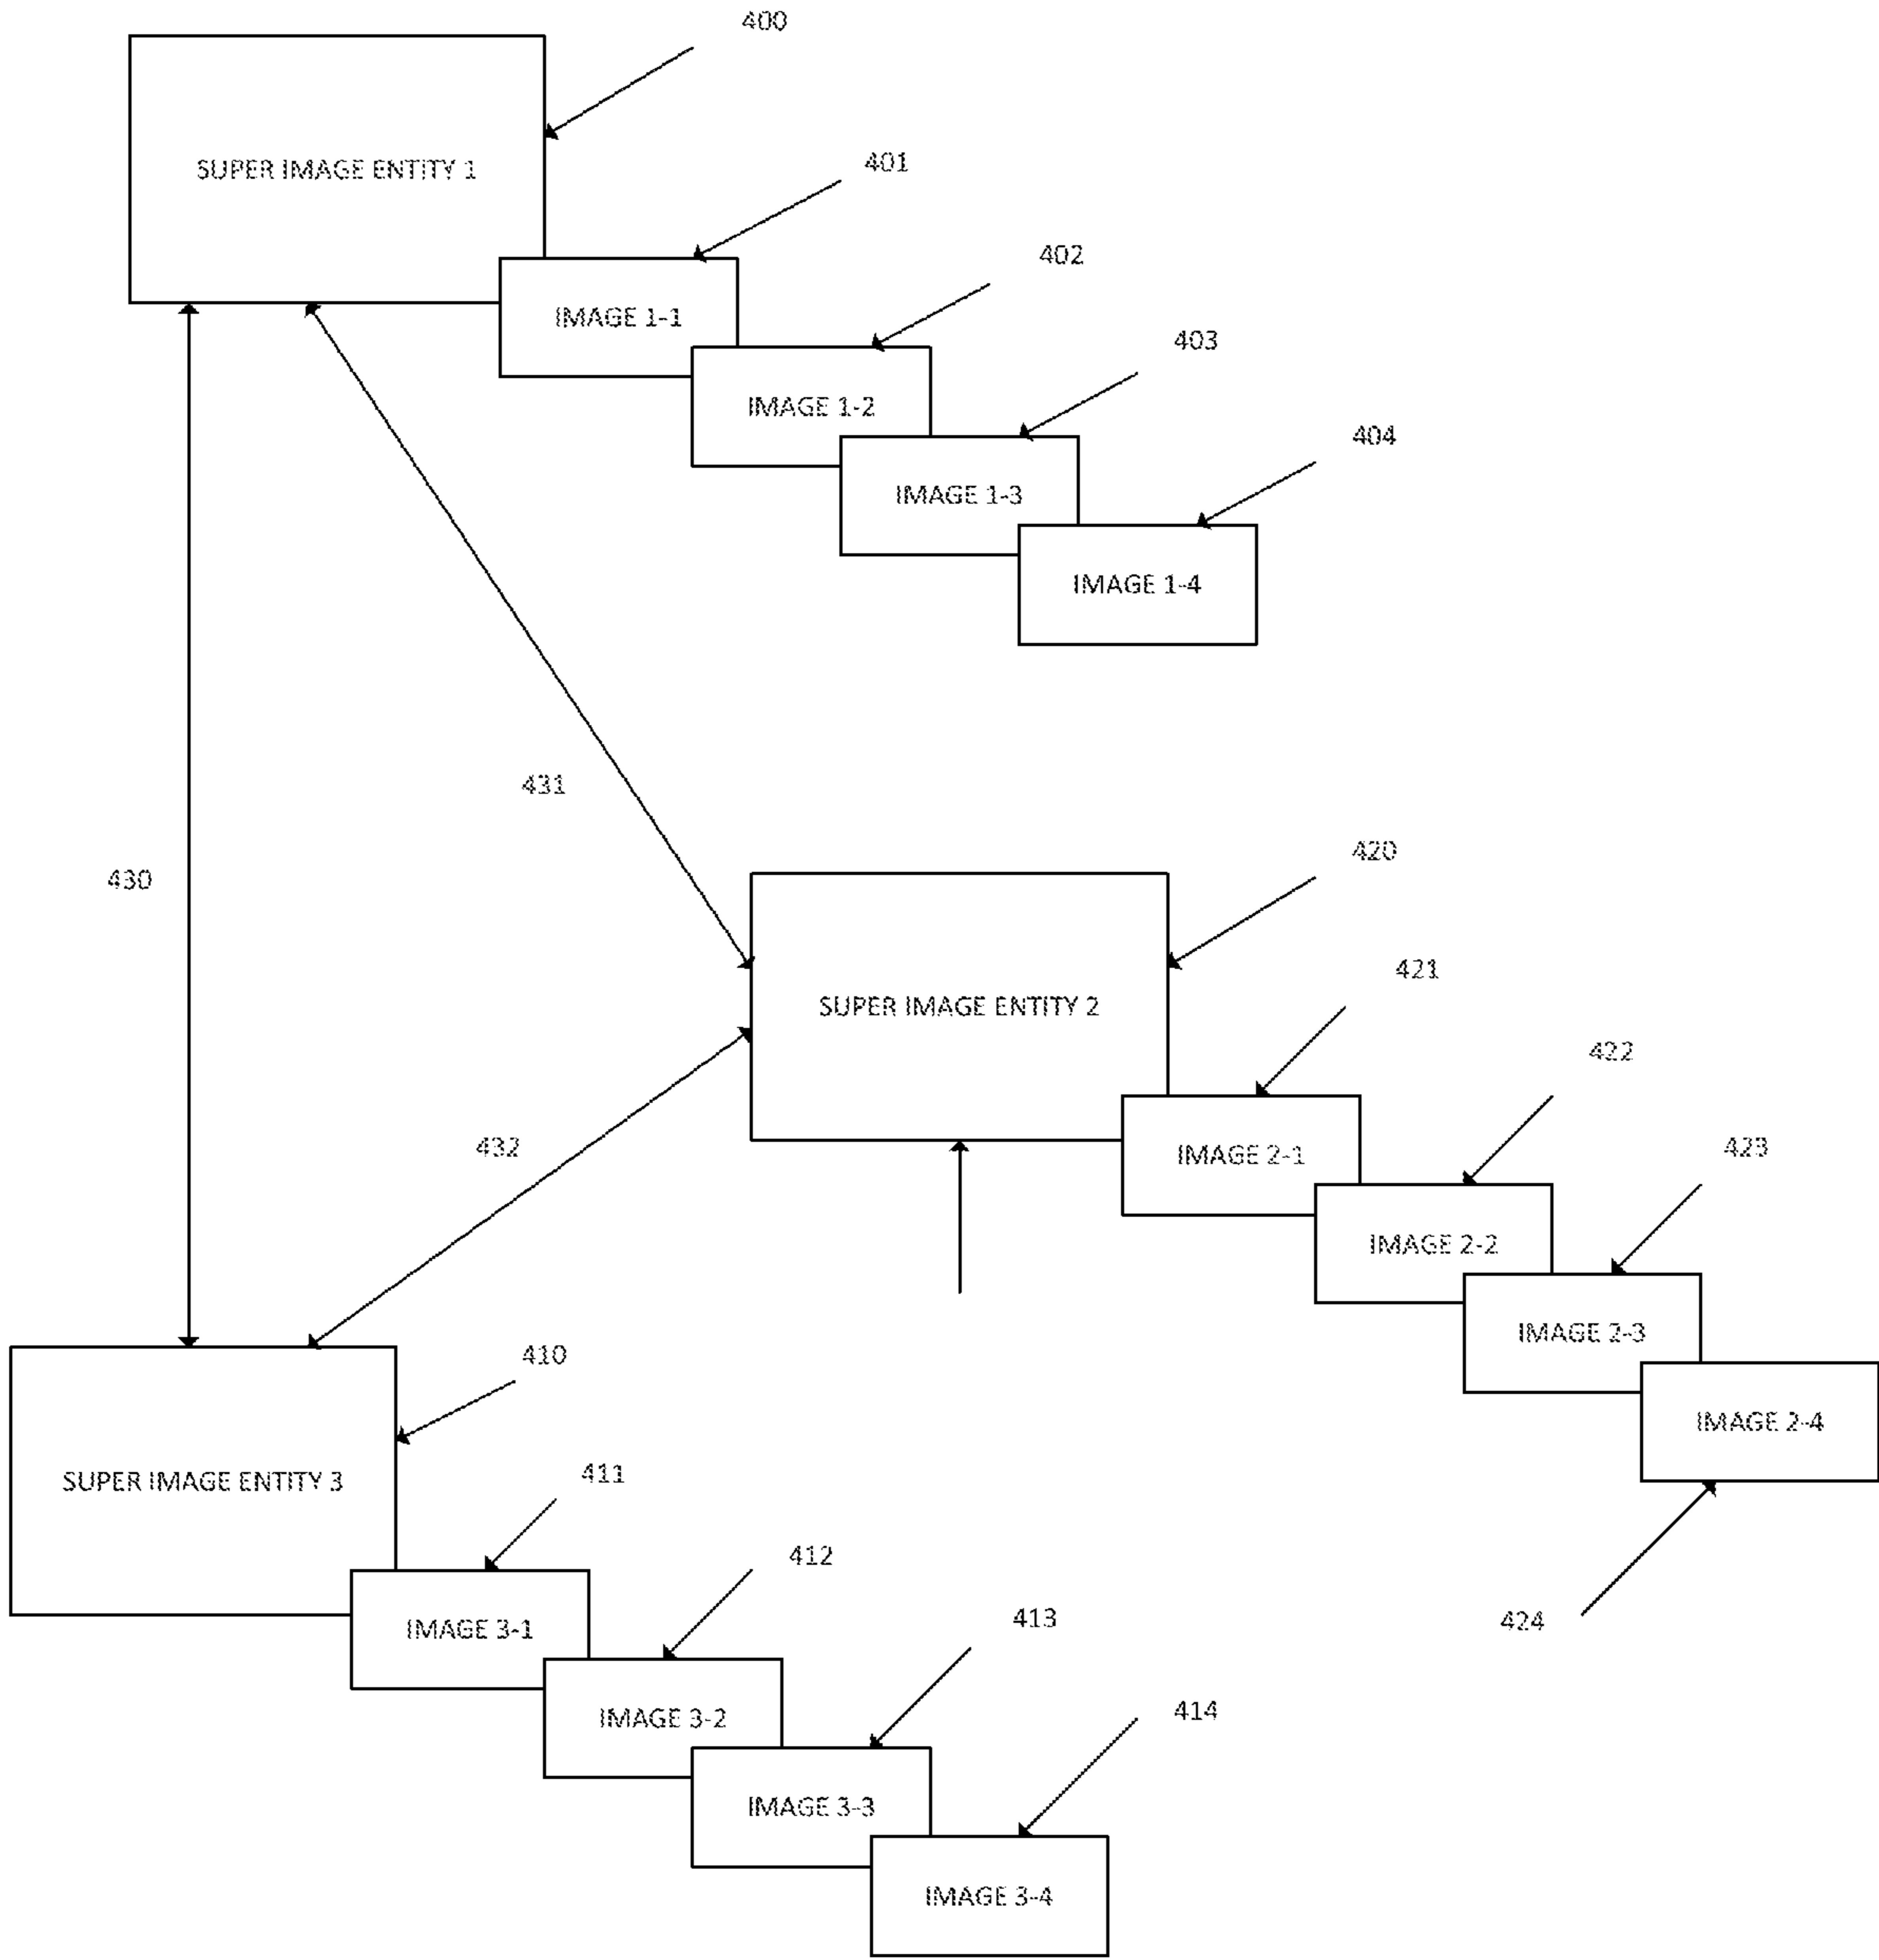 400
SUPER IMAGE ENTITY 1
401
402
IMAGE 1-1
403
IMAGE 1-2
404
IMAGE 1-3
IMAGE 1-4
431
420
430
421
SUPER IMAGE ENTITY 2
422
432
423
IMAGE 2-1
IMAGE 2-2
IMAGE 2-3
410
IMAGE 2-4
411
SUPER IMAGE ENTITY 3
412
413
424
IMAGE 3-1
414
IMAGE 3-2
IMAGE 3-3
IMAGE 3-4